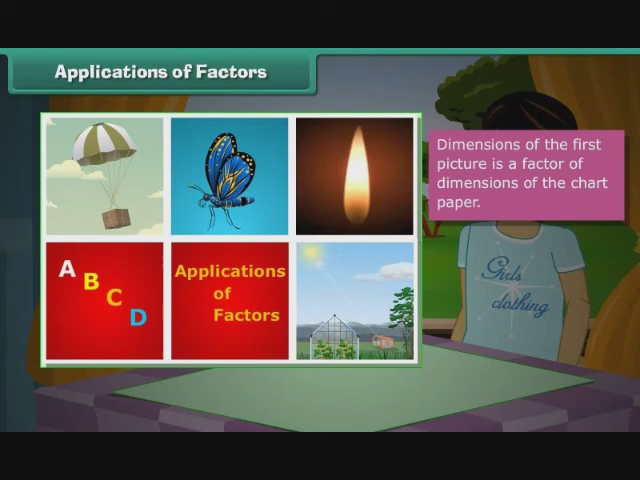 Applications of Factors
Dimensions of the first
picture is a factor of
dimensions of the chart
paper.
A
B
C
D
Applications
of
Factors
Girls
clothing